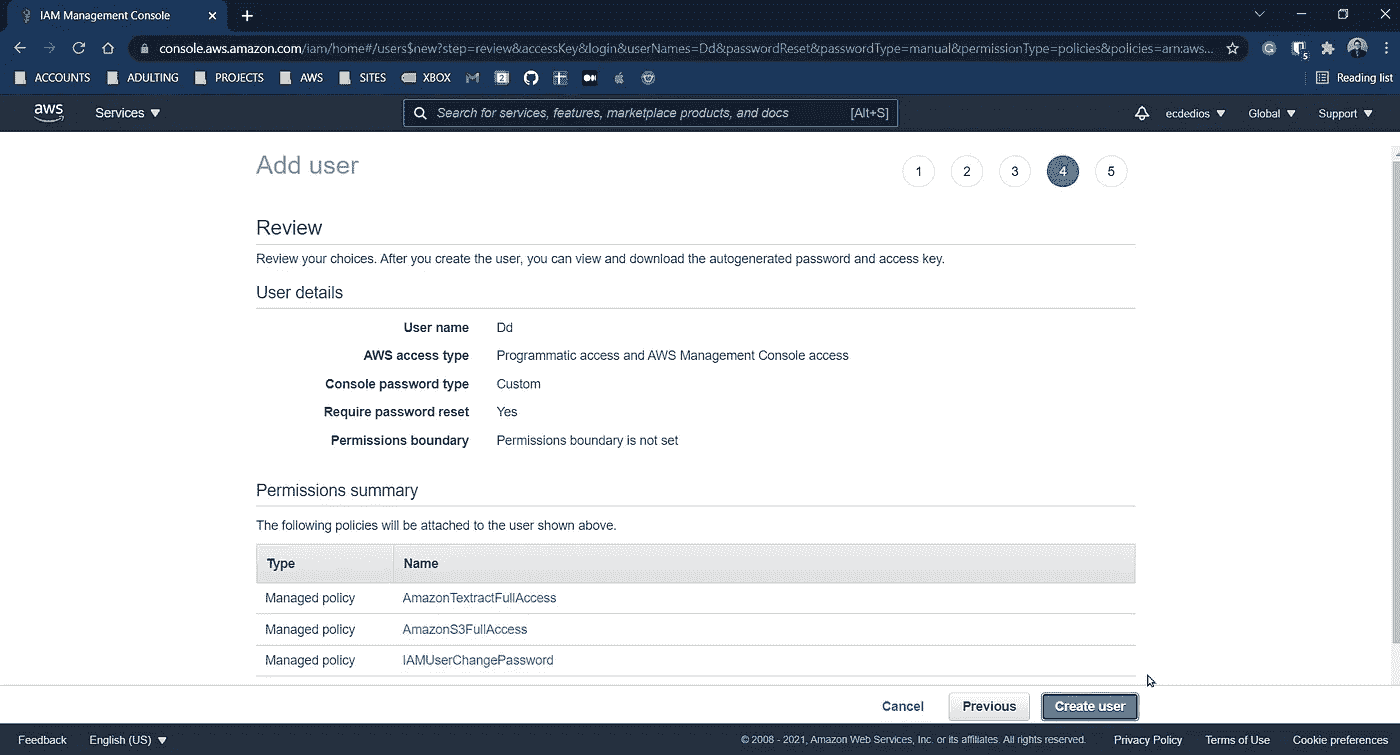 IAM Management Console
console.aws.amazon.com/iam/home#/users$new?step=review&accessKey&login&userNames=Dd&passwordReset&passwordType=manual&permissionType=policies&policies=arn:aws...
ACCOUNTS ADULTING PROJECTS AWS SITES XBOX Reading list
aws Services Search for services, features, marketplace products, and docs [Alt+S] ecdedios Global Support
Add user 1 2 3 4 5
Review
Review your choices. After you create the user, you can view and download the autogenerated password and access key.
User details
User name Dd
AWS access type Programmatic access and AWS Management Console access
Console password type Custom
Require password reset Yes
Permissions boundary Permissions boundary is not set
Permissions summary
The following policies will be attached to the user shown above.
Type Name
Managed policy AmazonTextractFullAccess
Managed policy AmazonS3FullAccess
Managed policy IAMUserChangePassword
Cancel Previous Create user
Feedback English (US) © 2008 - 2021, Amazon Web Services, Inc. or its affiliates. All rights reserved. Privacy Policy Terms of Use Cookie preferences